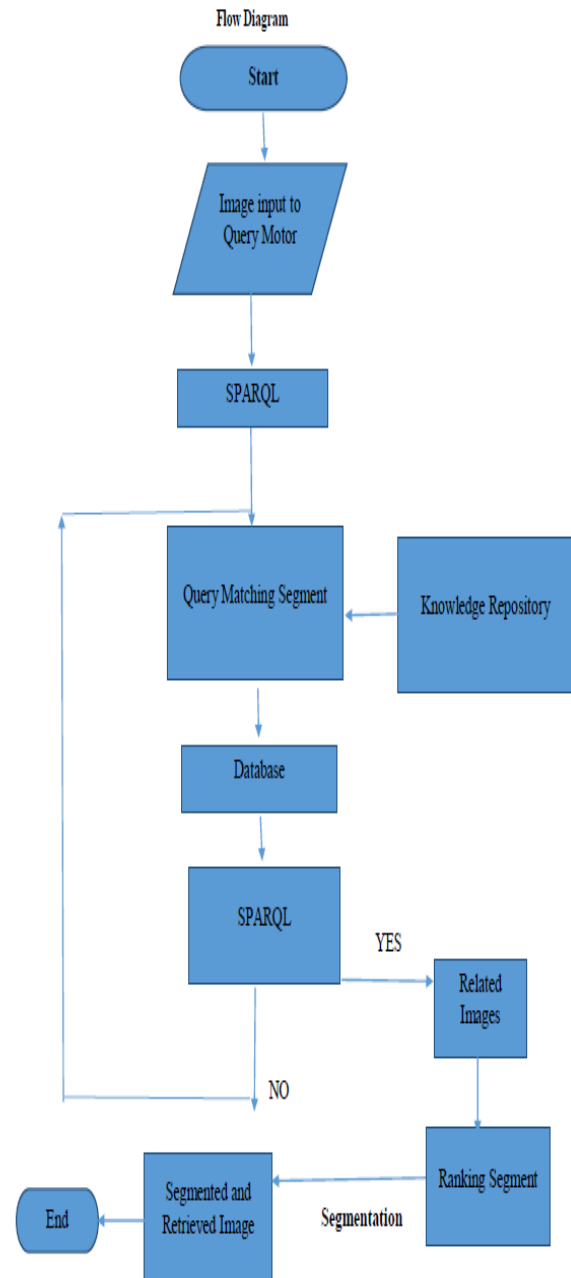 Flow Diagram
Start
Image input to
Query Motor
SPARQL
Query Matching Segment
Knowledge Repository
Database
SPARQL
YES
Related
Images
NO
Ranking Segment
Segmentation
Segmented and
Retrieved Image
End